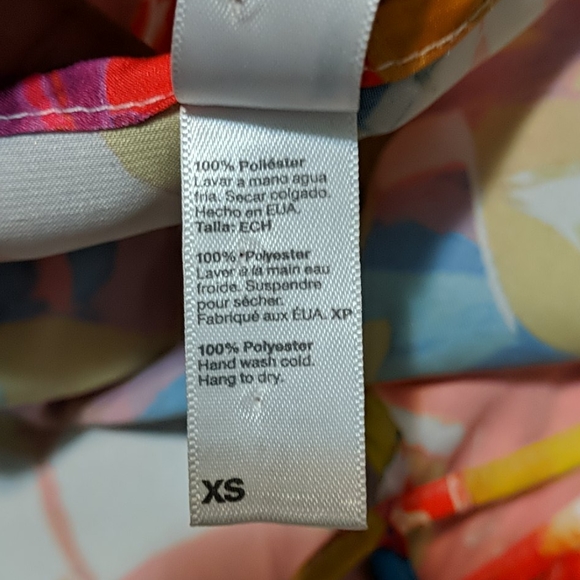 100% Poliéster
Lavar a mano agua
fria. Secar colgado.
Hecho en EUA.
Talla: ECH
100% Polyester
Laver à la main eau
froide. Suspendre
pour sécher.
Fabriqué aux ÉUA. XP
100% Polyester
Hand wash cold.
Hang to dry.
XS